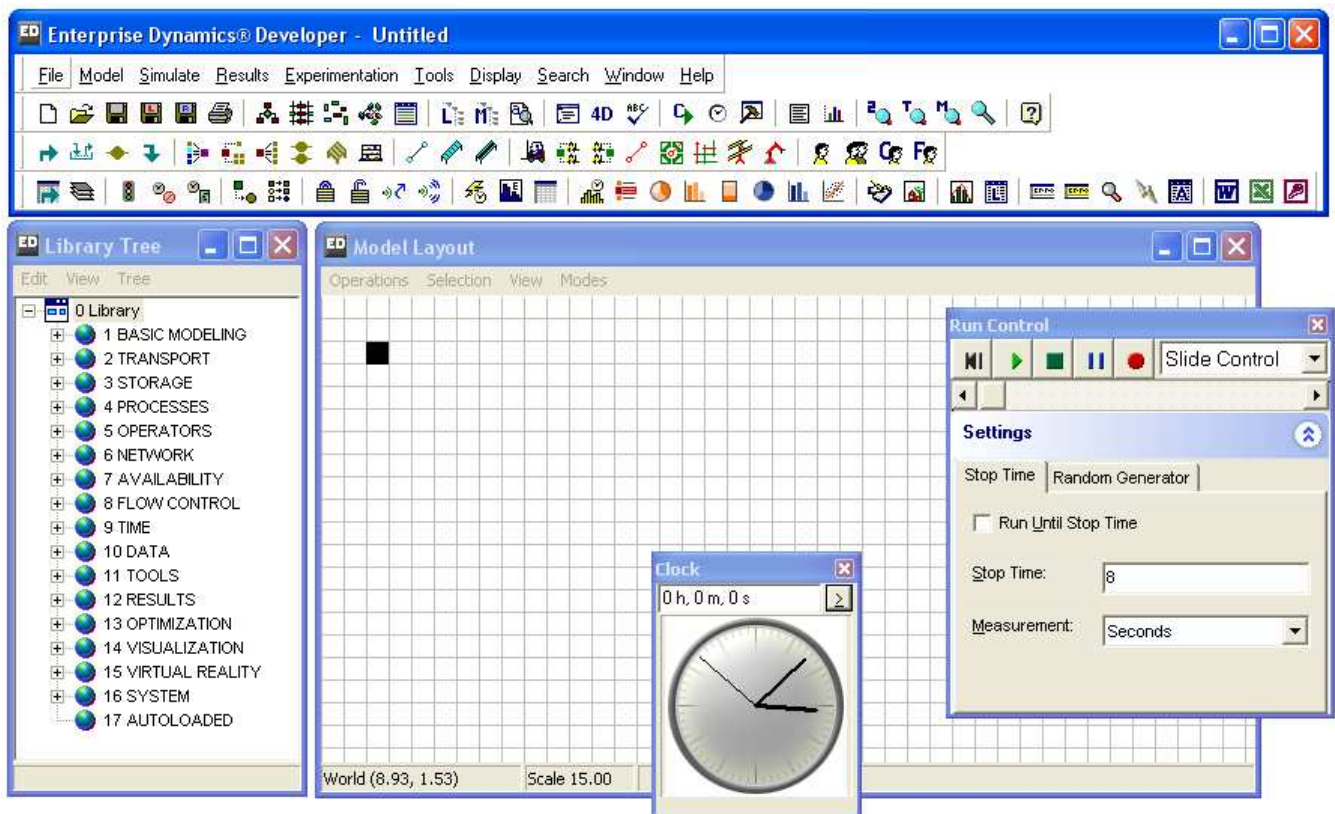 ED Enterprise Dynamics® Developer - Untitled
File Model Simulate Results Experimentation Tools Display Search Window Help
4D ABC
ED Library Tree
Edit View Tree
0 Library
1 BASIC MODELING
2 TRANSPORT
3 STORAGE
4 PROCESSES
5 OPERATORS
6 NETWORK
7 AVAILABILITY
8 FLOW CONTROL
9 TIME
10 DATA
11 TOOLS
12 RESULTS
13 OPTIMIZATION
14 VISUALIZATION
15 VIRTUAL REALITY
16 SYSTEM
17 AUTOLOADED
ED Model Layout
Operations Selection View Modes
World (8.93, 1.53) Scale 15.00
Run Control
Slide Control
Settings
Stop Time Random Generator
Run Until Stop Time
Stop Time: 8
Measurement: Seconds
Clock
0 h, 0 m, 0 s >